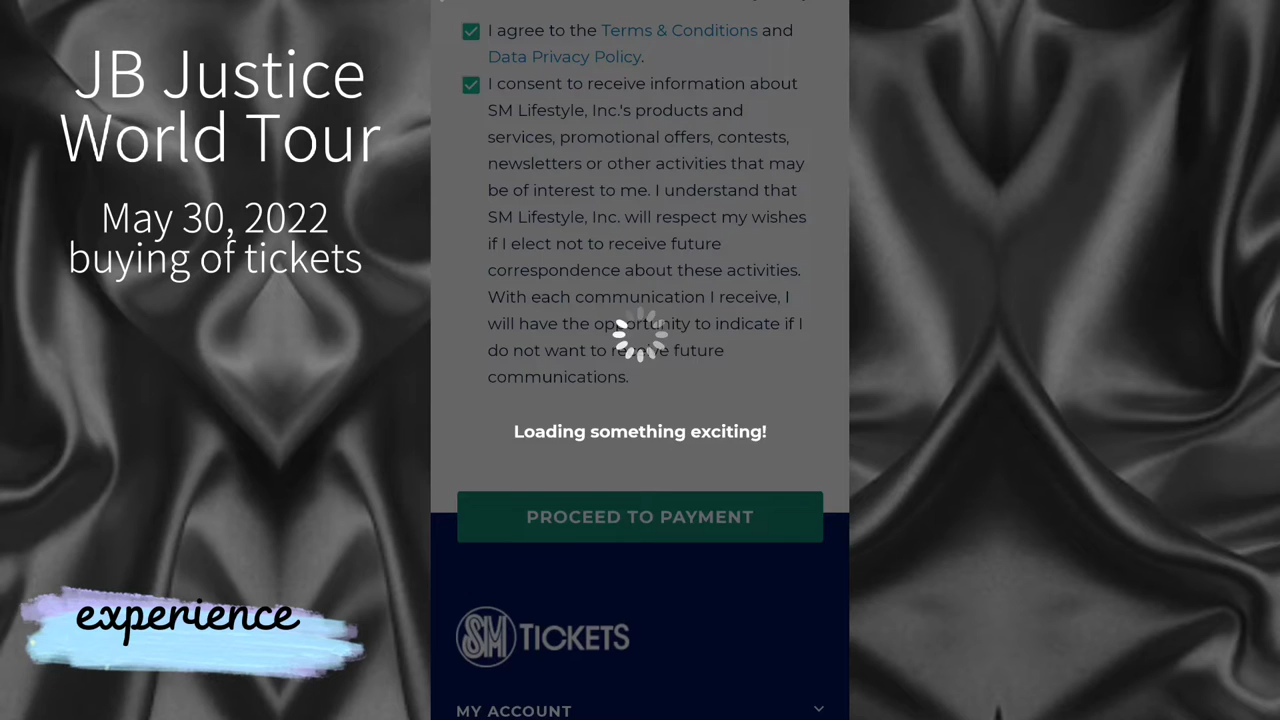 JB Justice
World Tour
May 30, 2022
buying of tickets
experience
I agree to the Terms & Conditions and
Data Privacy Policy.
I consent to receive information about
SM Lifestyle, Inc.'s products and
services, promotional offers, contests,
newsletters or other activities that may
be of interest to me. I understand that
SM Lifestyle, Inc. will respect my wishes
if I elect not to receive future
correspondence about these activities.
With each communication I receive, I
will have the opportunity to indicate if I
do not want to receive future
communications.
Loading something exciting!
PROCEED TO PAYMENT
SM TICKETS
MY ACCOUNT